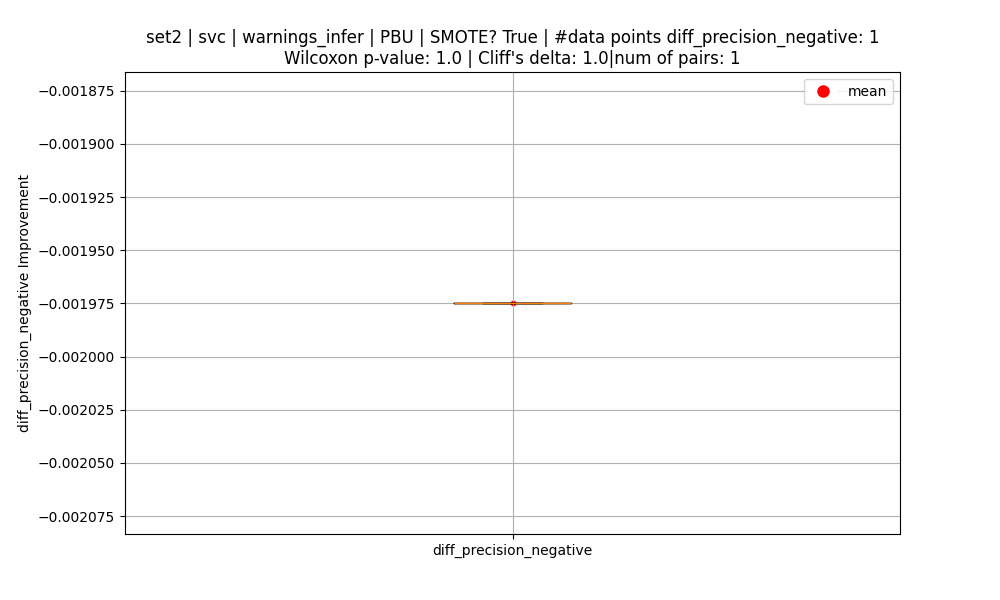 set2 | svc | warnings_infer | PBU | SMOTE? True | #data points diff_precision_negative: 1
Wilcoxon p-value: 1.0 | Cliff's delta: 1.0|num of pairs: 1
mean
diff_precision_negative Improvement
−0.001875
−0.001900
−0.001925
−0.001950
−0.001975
−0.002000
−0.002025
−0.002050
−0.002075
diff_precision_negative